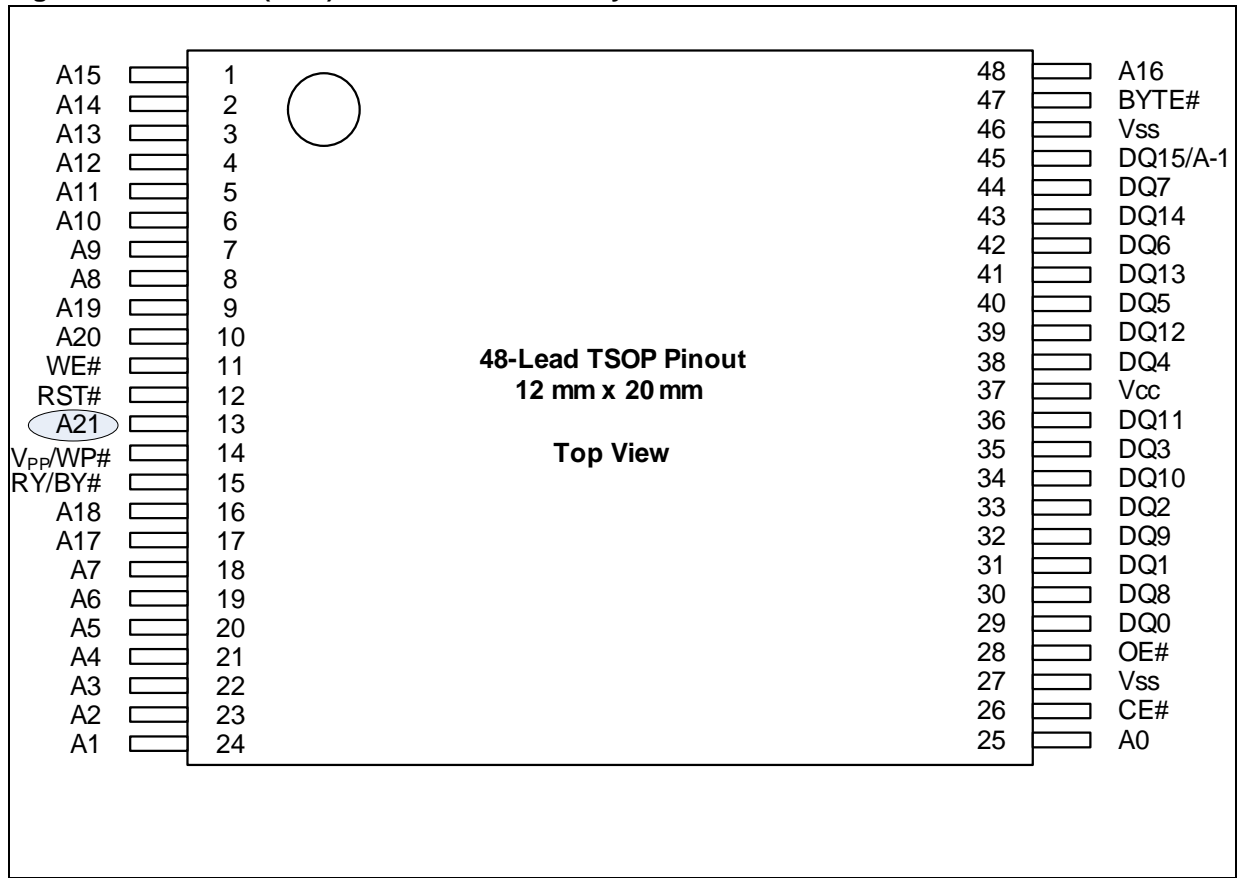 A15 1 48 A16
A14 2 47 BYTE#
A13 3 46 Vss
A12 4 45 DQ15/A-1
A11 5 44 DQ7
A10 6 43 DQ14
A9 7 42 DQ6
A8 8 41 DQ13
A19 9 40 DQ5
A20 10 39 DQ12
WE# 11 38 DQ4
RST# 12 37 Vcc
A21 13 36 DQ11
VPP/WP# 14 35 DQ3
RY/BY# 15 34 DQ10
A18 16 33 DQ2
A17 17 32 DQ9
A7 18 31 DQ1
A6 19 30 DQ8
A5 20 29 DQ0
A4 21 28 OE#
A3 22 27 Vss
A2 23 26 CE#
A1 24 25 A0
48-Lead TSOP Pinout
12 mm x 20 mm
Top View